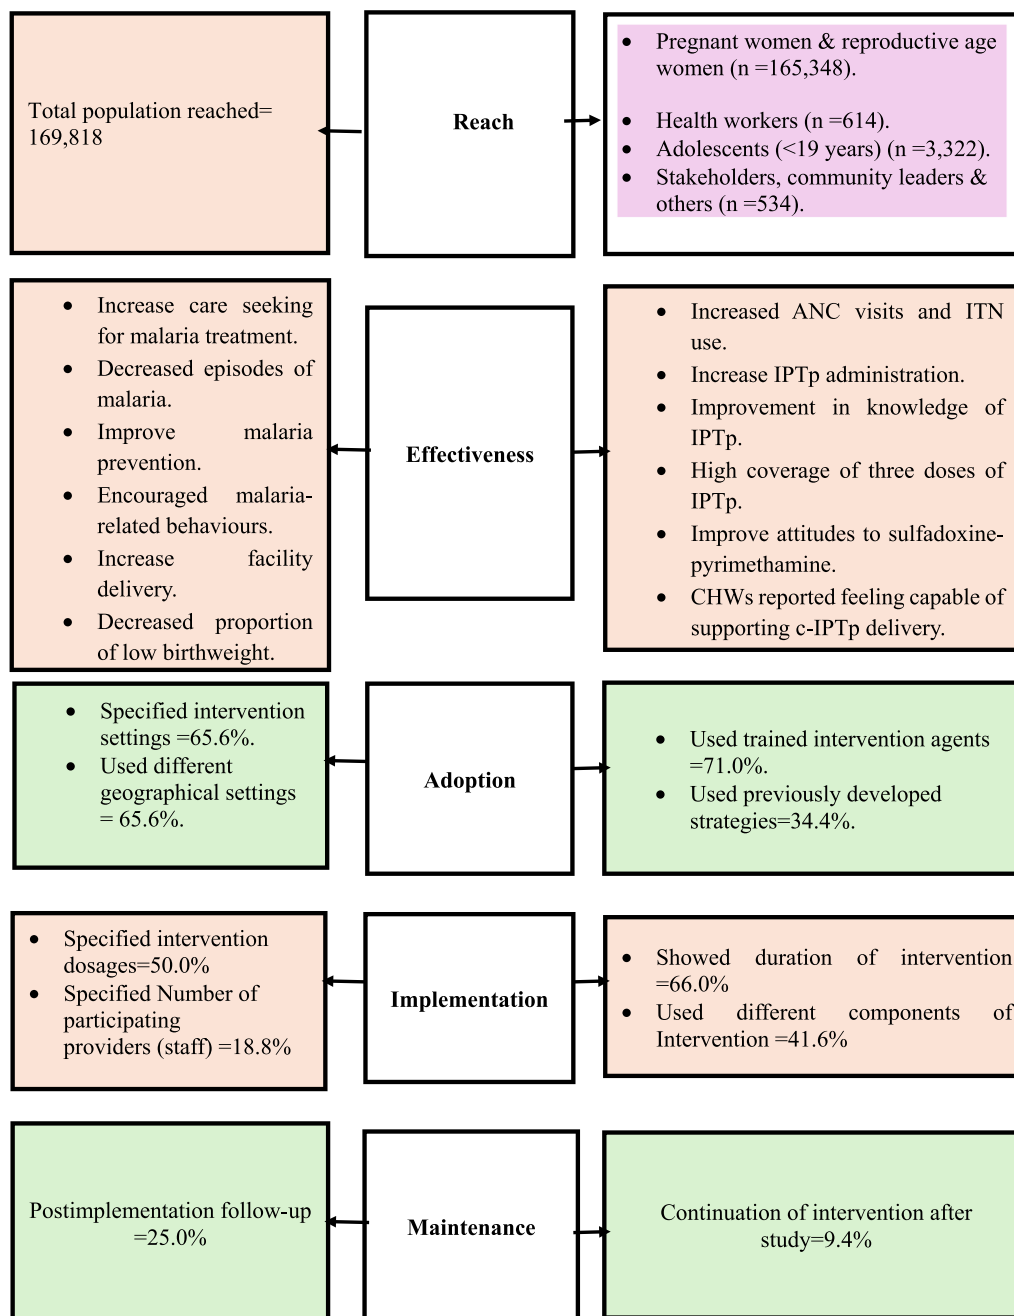 Total population reached=
169,818
Reach
• Pregnant women & reproductive age
women (n =165,348).
• Health workers (n =614).
• Adolescents (<19 years) (n =3,322).
• Stakeholders, community leaders &
others (n =534).
• Increase care seeking
for malaria treatment.
• Decreased episodes of
malaria.
• Improve malaria
prevention.
• Encouraged malaria-
related behaviours.
• Increase facility
delivery.
• Decreased proportion
of low birthweight.
Effectiveness
• Increased ANC visits and ITN
use.
• Increase IPTp administration.
• Improvement in knowledge of
IPTp.
• High coverage of three doses of
IPTp.
• Improve attitudes to sulfadoxine-
pyrimethamine.
• CHWs reported feeling capable of
supporting c-IPTp delivery.
• Specified intervention
settings =65.6%.
• Used different
geographical settings
= 65.6%.
Adoption
• Used trained intervention agents
=71.0%.
• Used previously developed
strategies=34.4%.
• Specified intervention
dosages=50.0%
• Specified Number of
participating
providers (staff) =18.8%
Implementation
• Showed duration of intervention
=66.0%
• Used different components of
Intervention =41.6%
Postimplementation follow-up
=25.0%
Maintenance
Continuation of intervention after
study=9.4%